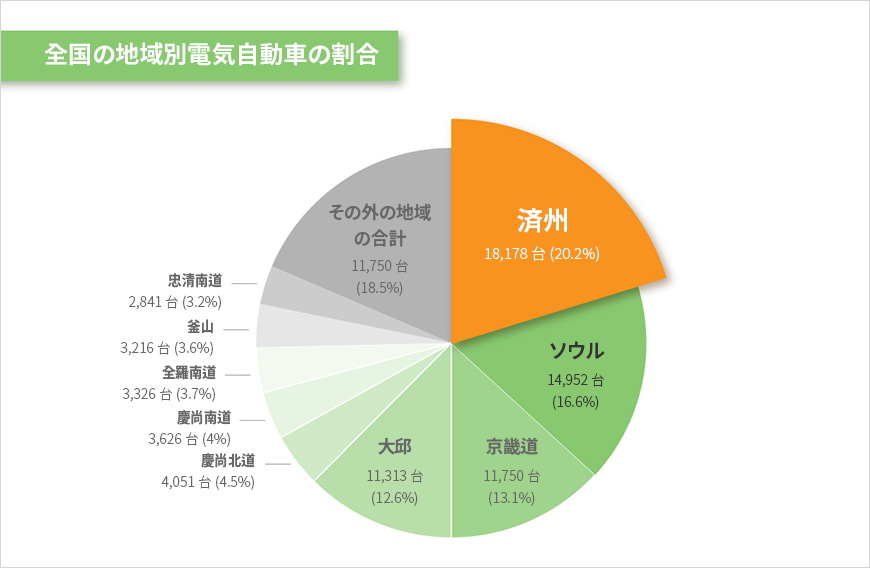 全国の地域別電気自動車の割合
済州
18,178 台 (20.2%)
ソウル
14,952 台
(16.6%)
京畿道
11,750 台
(13.1%)
大邱
11,313 台
(12.6%)
慶尚北道
4,051 台 (4.5%)
慶尚南道
3,626 台 (4%)
全羅南道
3,326 台 (3.7%)
釜山
3,216 台 (3.6%)
忠清南道
2,841 台 (3.2%)
その外の地域
の合計
11,750 台
(18.5%)